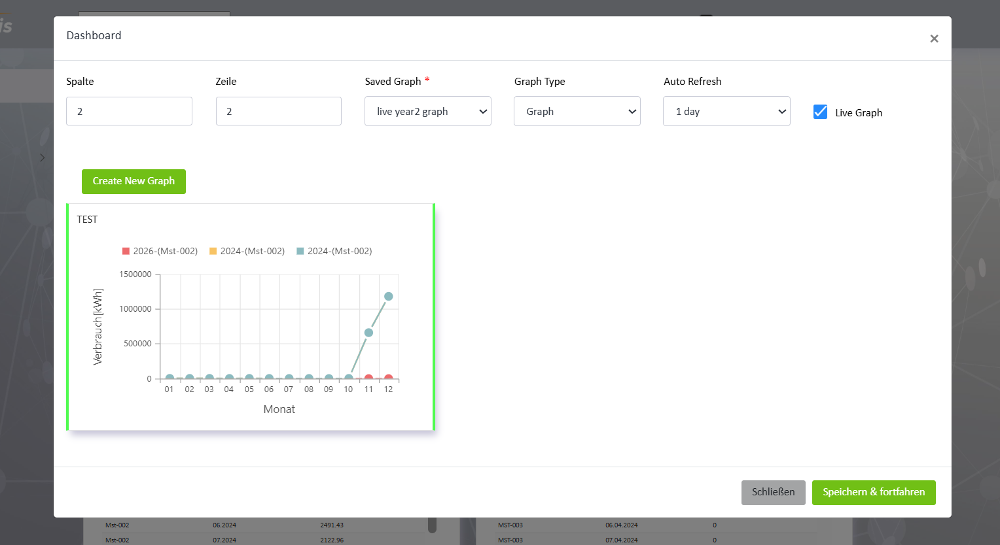 is
Dashboard
×
Spalte
Zeile
Saved Graph *
Graph Type
Auto Refresh
2
2
live year2 graph
Graph
1 day
Live Graph
Create New Graph
TEST
2026-(Mst-002) 2024-(Mst-002) 2024-(Mst-002)
Verbrauch[kWh]
1500000
1000000
500000
0
01 02 03 04 05 06 07 08 09 10 11 12
Monat
Schließen
Speichern & fortfahren
Mst-002 06.2024 2491.43
MST-003 06.04.2024 0
Mst-002 07.2024 2122.96
MST-003 07.04.2024 0